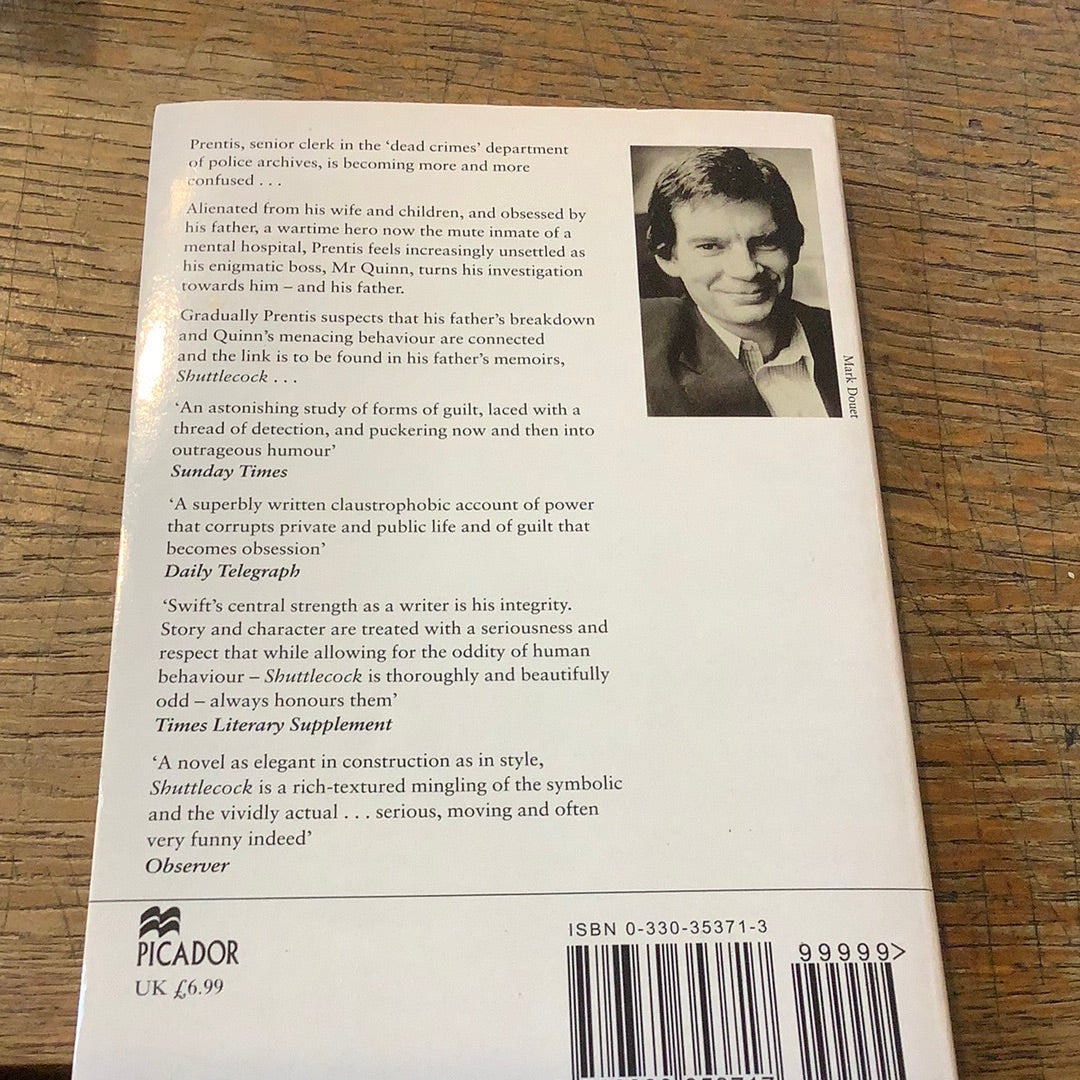 Prentis, senior clerk in the ‘dead crimes’ department
of police archives, is becoming more and more
confused . . .
Alienated from his wife and children, and obsessed by
his father, a wartime hero now the mute inmate of a
mental hospital, Prentis feels increasingly unsettled as
his enigmatic boss, Mr Quinn, turns his investigation
towards him – and his father.
Gradually Prentis suspects that his father’s breakdown
and Quinn’s menacing behaviour are connected
and the link is to be found in his father’s memoirs,
Shuttlecock . . .
‘An astonishing study of forms of guilt, laced with a
thread of detection, and puckering now and then into
outrageous humour’
Sunday Times
‘A superbly written claustrophobic account of power
that corrupts private and public life and of guilt that
becomes obsession’
Daily Telegraph
‘Swift’s central strength as a writer is his integrity.
Story and character are treated with a seriousness and
respect that while allowing for the oddity of human
behaviour – Shuttlecock is thoroughly and beautifully
odd – always honours them’
Times Literary Supplement
‘A novel as elegant in construction as in style,
Shuttlecock is a rich-textured mingling of the symbolic
and the vividly actual . . . serious, moving and often
very funny indeed’
Observer
Mark Douet
PICADOR
UK £6.99
ISBN 0-330-35371-3
99999>